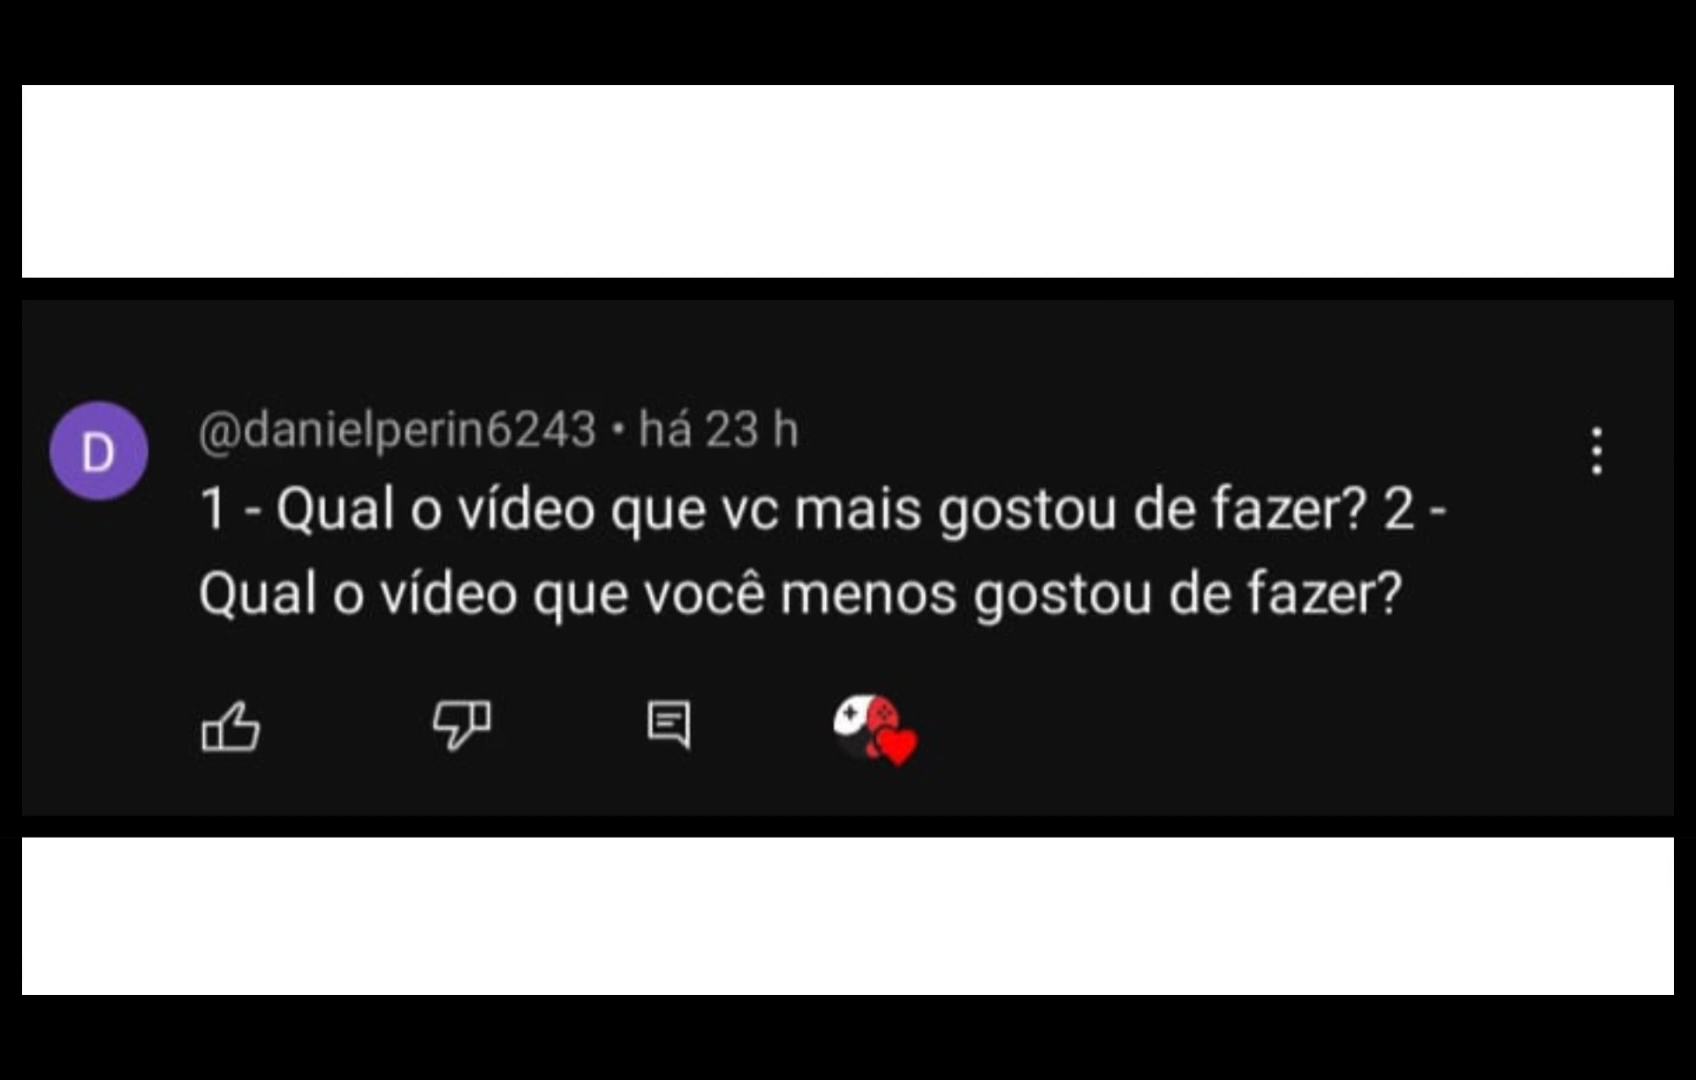 D
@danielperin6243 • há 23 h
1 - Qual o vídeo que vc mais gostou de fazer? 2 -
Qual o vídeo que você menos gostou de fazer?